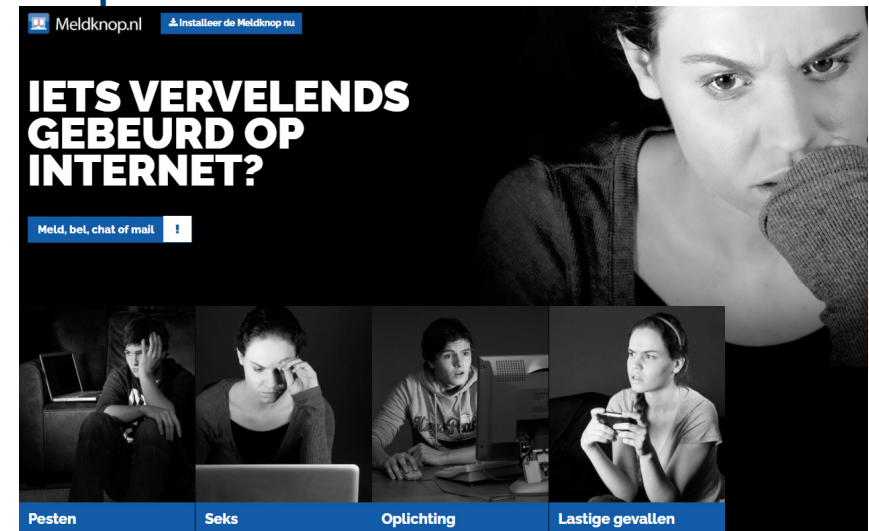 Meldknop.nl
Installeer de Meldknop nu
IETS VERVELENDS
GEBEURD OP
INTERNET?
Meld, bel, chat of mail !
Pesten
Seks
Oplichting
Lastige gevallen